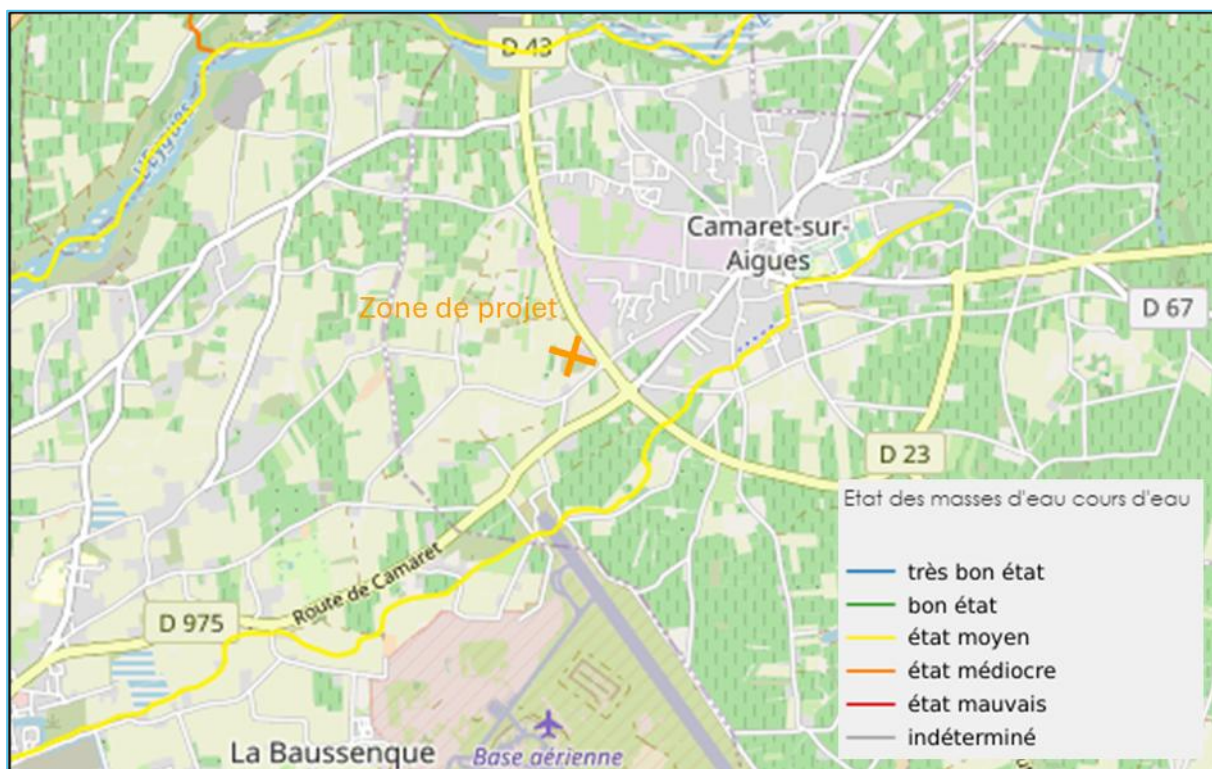 D 43
L'Aygues
Camaret-sur-
Aigues
Zone de projet
D 67
D 23
Route de Camaret
D 975
La Baussenque
Base aérienne
Etat des masses d'eau cours d'eau
très bon état
bon état
état moyen
état médiocre
état mauvais
indéterminé